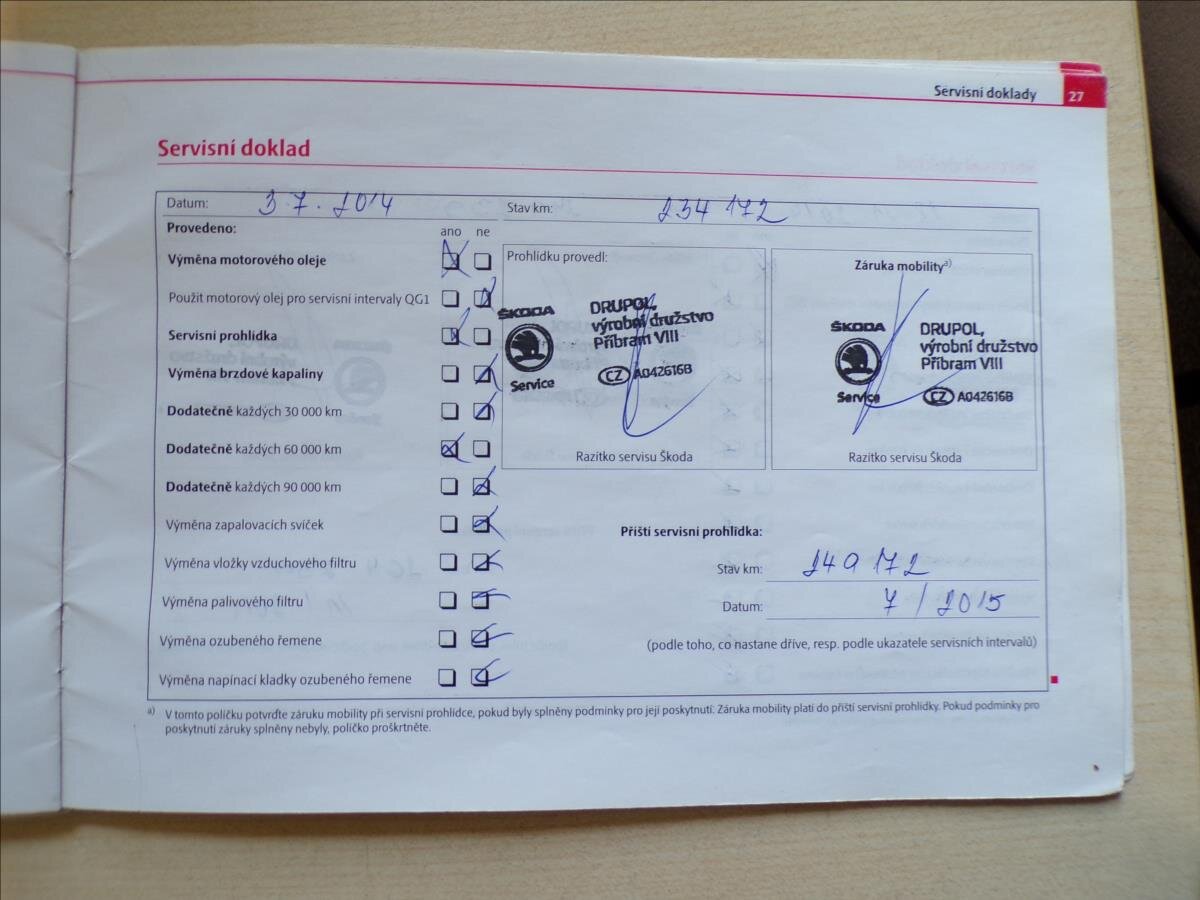 Servisní doklady 27
Servisní doklad
Datum: 3.7.2014 Stav km: 234 172
Provedeno: ano ne
Výměna motorového oleje
Použit motorový olej pro servisní intervaly QG1
Servisní prohlídka
Výměna brzdové kapaliny
Dodatečně každých 30 000 km
Dodatečně každých 60 000 km
Dodatečně každých 90 000 km
Výměna zapalovacích svíček
Výměna vložky vzduchového filtru
Výměna palivového filtru
Výměna ozubeného řemene
Výměna napínací kladky ozubeného řemene
Prohlídku provedl:
ŠKODA
Service
DRUPOL,
výrobní družstvo
Příbram VIII
CZ A042616B
Razítko servisu Škoda
Záruka mobility a)
ŠKODA
Service
DRUPOL,
výrobní družstvo
Příbram VIII
CZ A042616B
Razítko servisu Škoda
Příští servisní prohlídka:
Stav km: 249 172
Datum: 7/2015
(podle toho, co nastane dříve, resp. podle ukazatele servisních intervalů)
a) V tomto políčku potvrďte záruku mobility při servisní prohlídce, pokud byly splněny podmínky pro její poskytnutí. Záruka mobility platí do příští servisní prohlídky. Pokud podmínky pro
poskytnutí záruky splněny nebyly, políčko proškrtněte.